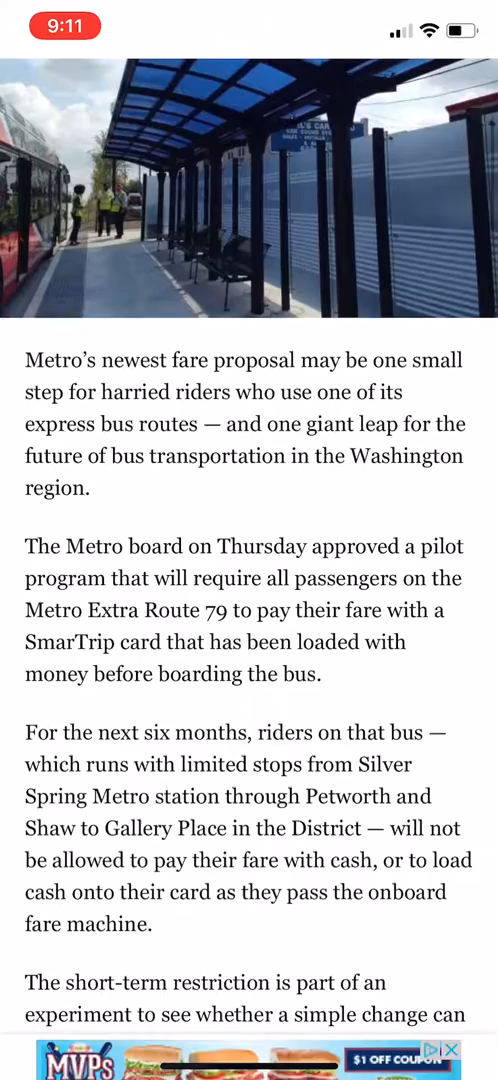 9:11
Metro’s newest fare proposal may be one small
step for harried riders who use one of its
express bus routes — and one giant leap for the
future of bus transportation in the Washington
region.
The Metro board on Thursday approved a pilot
program that will require all passengers on the
Metro Extra Route 79 to pay their fare with a
SmarTrip card that has been loaded with
money before boarding the bus.
For the next six months, riders on that bus —
which runs with limited stops from Silver
Spring Metro station through Petworth and
Shaw to Gallery Place in the District — will not
be allowed to pay their fare with cash, or to load
cash onto their card as they pass the onboard
fare machine.
The short-term restriction is part of an
experiment to see whether a simple change can
MVPs
$1 OFF COUPON